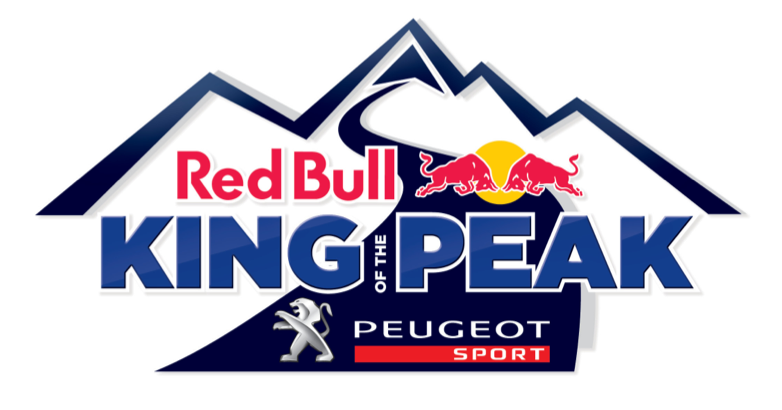 Red Bull
KING OF THE PEAK
PEUGEOT
SPORT